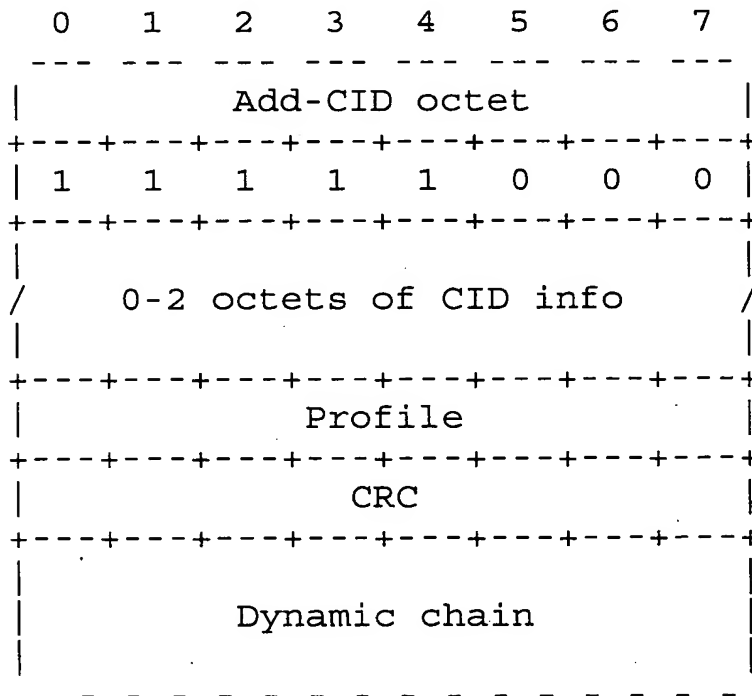 0 1 2 3 4 5 6 7
--- --- --- --- --- --- --- ---
| Add-CID octet |
+---+---+---+---+---+---+---+---+
| 1 1 1 1 1 0 0 0 |
+---+---+---+---+---+---+---+---+
| |
/ 0-2 octets of CID info /
| |
+---+---+---+---+---+---+---+---+
| Profile |
+---+---+---+---+---+---+---+---+
| CRC |
+---+---+---+---+---+---+---+---+
| |
| Dynamic chain |
| |
- - - - - - - - - - - - - - - -